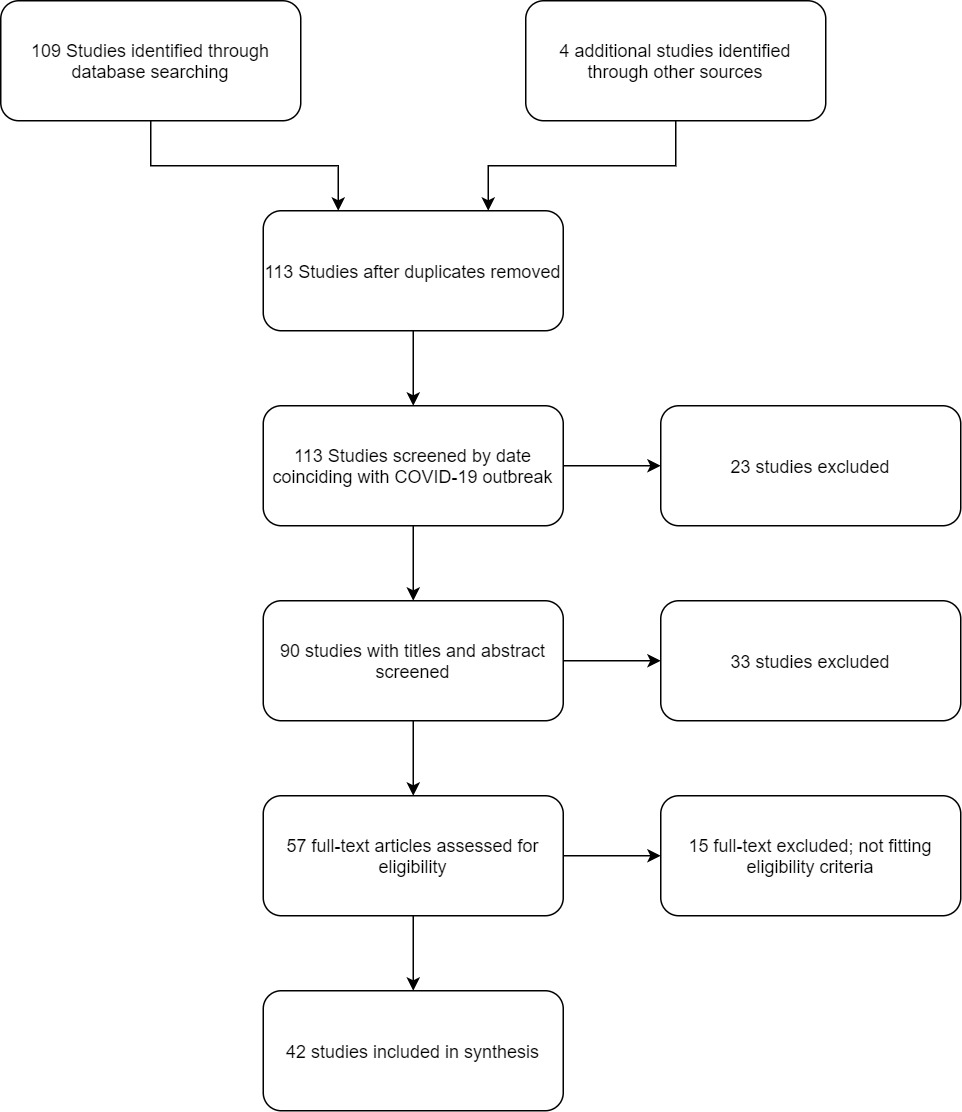 109 Studies identified through
database searching
4 additional studies identified
through other sources
113 Studies after duplicates removed
113 Studies screened by date
coinciding with COVID-19 outbreak
23 studies excluded
90 studies with titles and abstract
screened
33 studies excluded
57 full-text articles assessed for
eligibility
15 full-text excluded; not fitting
eligibility criteria
42 studies included in synthesis